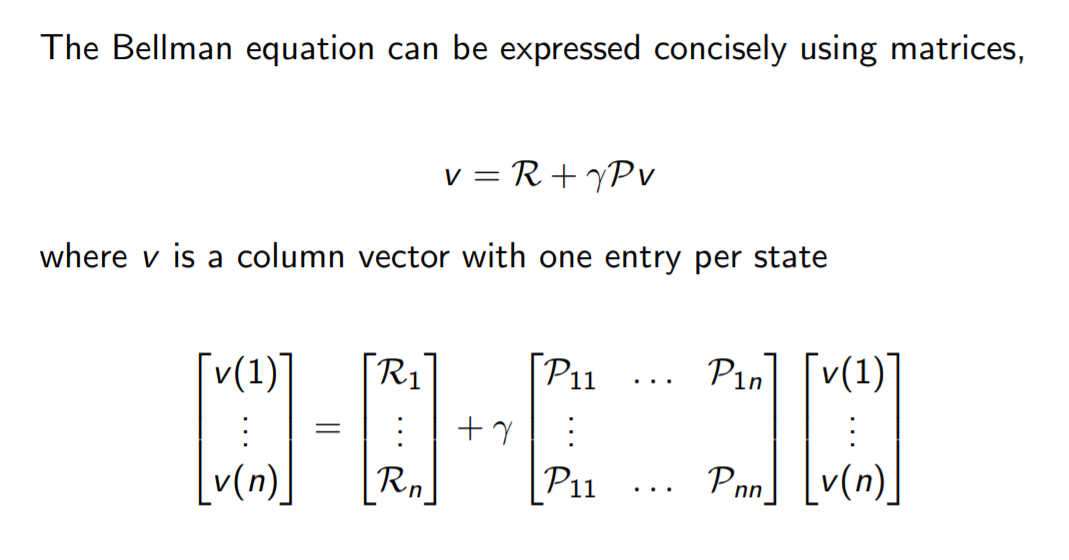 The Bellman equation can be expressed concisely using matrices,
v = R + γPv
where v is a column vector with one entry per state
[v(1) ⋮ v(n)] = [R₁ ⋮ Rₙ] + γ [P₁₁ … P₁ₙ ⋮ P₁₁ … Pₙₙ] [v(1) ⋮ v(n)]